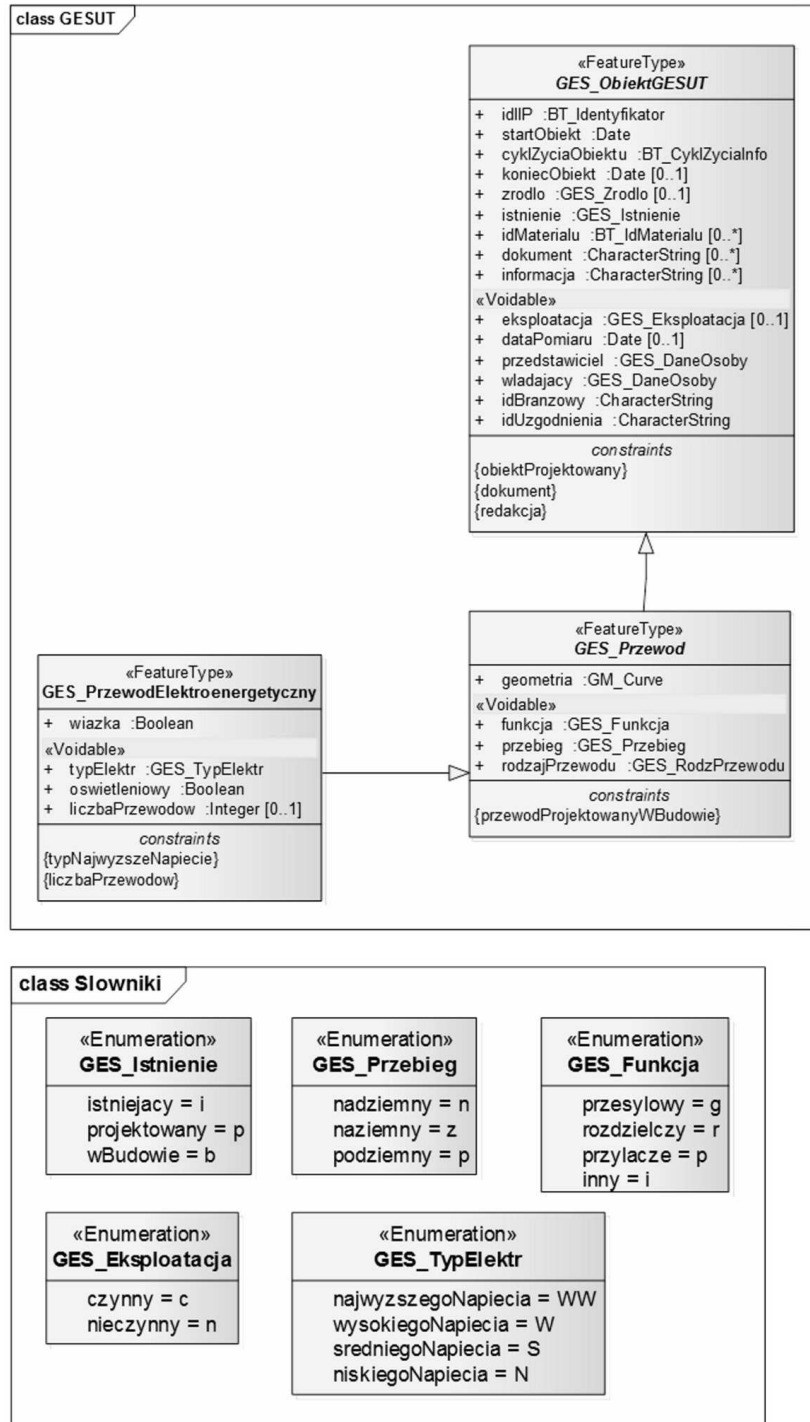 class GESUT
«FeatureType»
GES_ObiektGESUT
+ idIIP :BT_Identyfikator
+ startObiekt :Date
+ cyklZyciaObiektu :BT_CyklZyciaInfo
+ koniecObiekt :Date [0..1]
+ zrodlo :GES_Zrodlo [0..1]
+ istnienie :GES_Istnienie
+ idMaterialu :BT_IdMaterialu [0..*]
+ dokument :CharacterString [0..*]
+ informacja :CharacterString [0..*]
«Voidable»
+ eksploatacja :GES_Eksploatacja [0..1]
+ dataPomiaru :Date [0..1]
+ przedstawiciel :GES_DaneOsoby
+ wladajacy :GES_DaneOsoby
+ idBranzowy :CharacterString
+ idUzgodnienia :CharacterString
constraints
{obiektProjektowany}
{dokument}
{redakcja}
«FeatureType»
GES_Przewod
+ geometria :GM_Curve
«Voidable»
+ funkcja :GES_Funkcja
+ przebieg :GES_Przebieg
+ rodzajPrzewodu :GES_RodzPrzewodu
constraints
{przewodProjektowanyWBudowie}
«FeatureType»
GES_PrzewodElektroenergetyczny
+ wiazka :Boolean
«Voidable»
+ typElektr :GES_TypElektr
+ oswietleniowy :Boolean
+ liczbaPrzewodow :Integer [0..1]
constraints
{typNajwyzszeNapiecie}
{liczbaPrzewodow}
class Slowniki
«Enumeration»
GES_Istnienie
istniejacy = i
projektowany = p
wBudowie = b
«Enumeration»
GES_Przebieg
nadziemny = n
naziemny = z
podziemny = p
«Enumeration»
GES_Funkcja
przesylowy = g
rozdzielczy = r
przylacze = p
inny = i
«Enumeration»
GES_Eksploatacja
czynny = c
nieczynny = n
«Enumeration»
GES_TypElektr
najwyzszegoNapiecia = WW
wysokiegoNapiecia = W
sredniegoNapiecia = S
niskiegoNapiecia = N